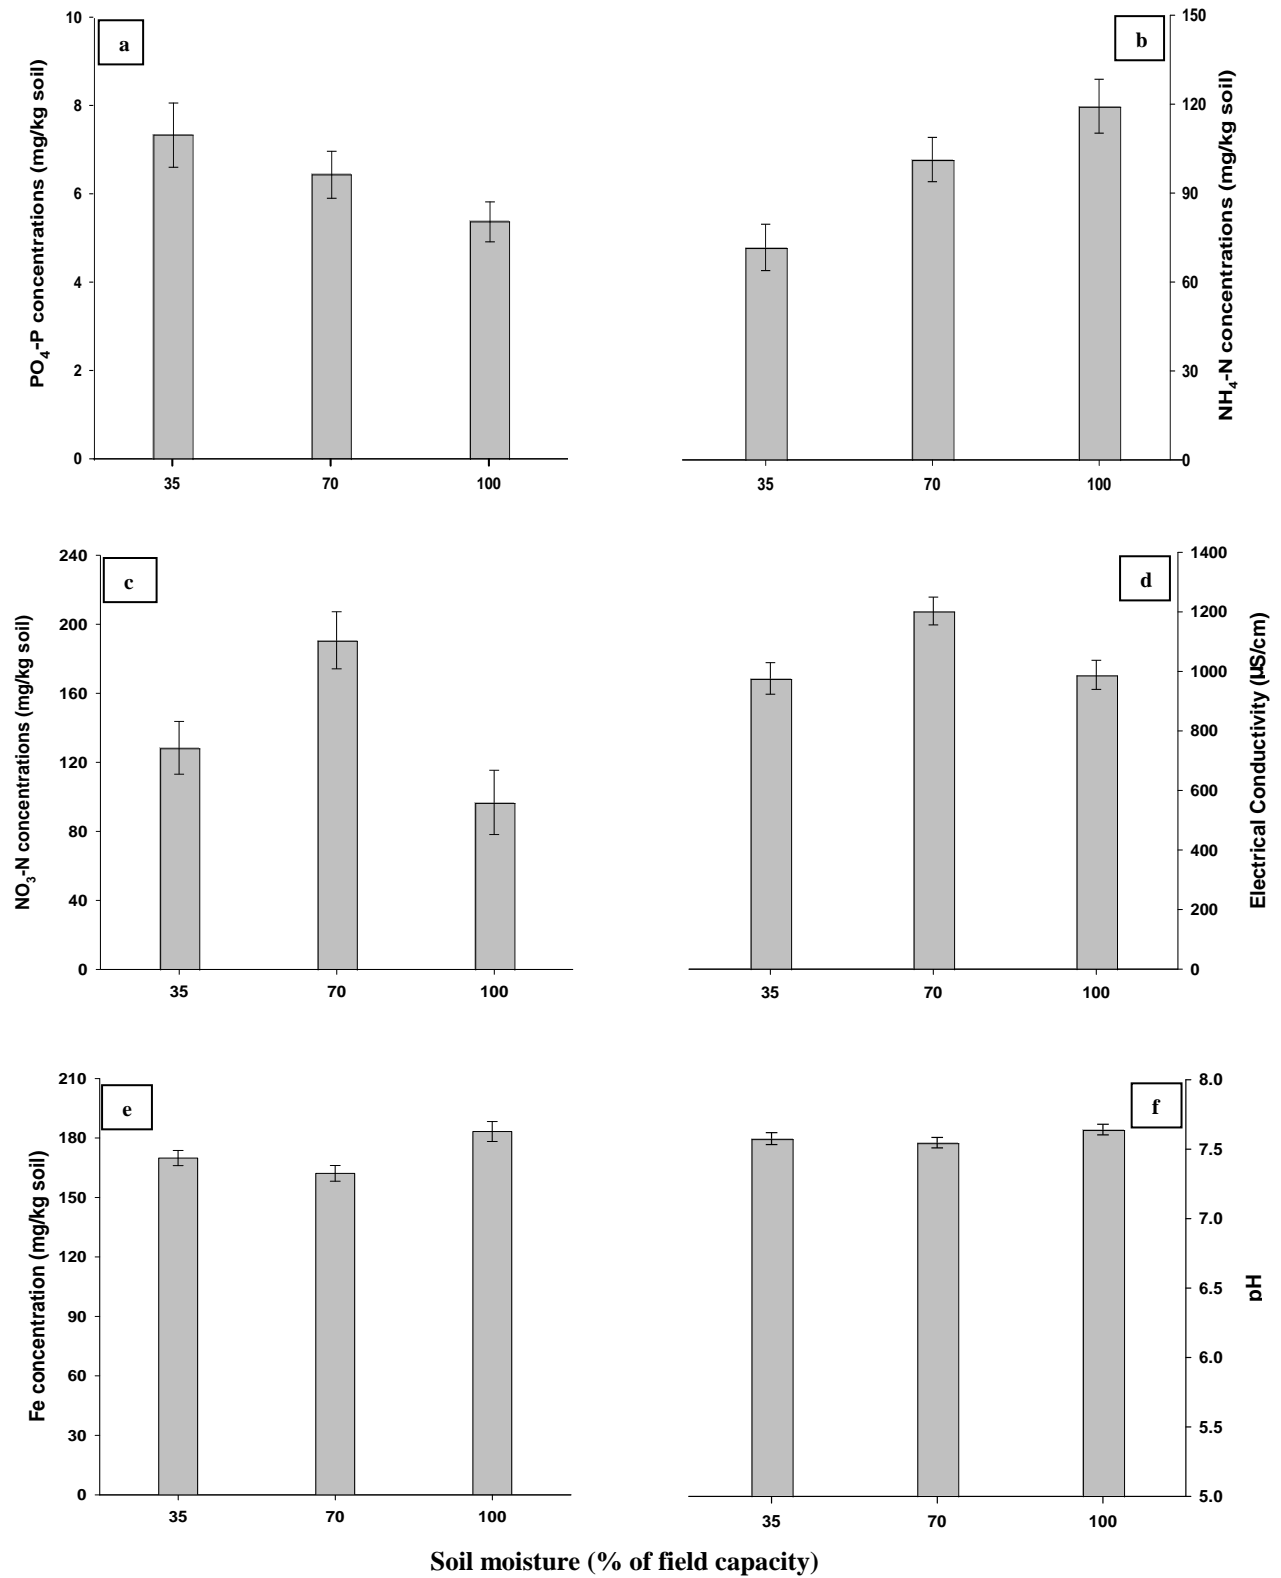 a
PO4-P concentrations (mg/kg soil)
10
8
6
4
2
0
35 70 100
b
NH4-N concentrations (mg/kg soil)
150
120
90
60
30
0
35 70 100
c
NO3-N concentrations (mg/kg soil)
240
200
160
120
80
40
0
35 70 100
d
Electrical Conductivity (µS/cm)
1400
1200
1000
800
600
400
200
0
35 70 100
e
Fe concentration (mg/kg soil)
210
180
150
120
90
60
30
0
35 70 100
f
pH
8.0
7.5
7.0
6.5
6.0
5.5
5.0
35 70 100
Soil moisture (% of field capacity)